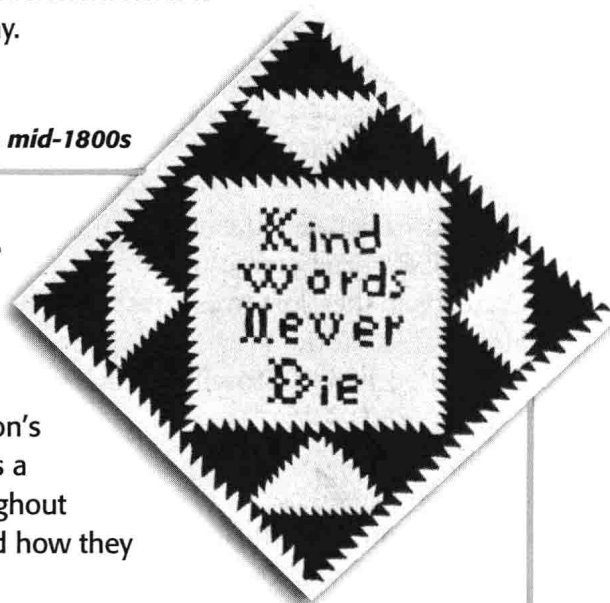 y.
mid-1800s
Kind
words
Never
Die
on's
s a
ghout
d how they